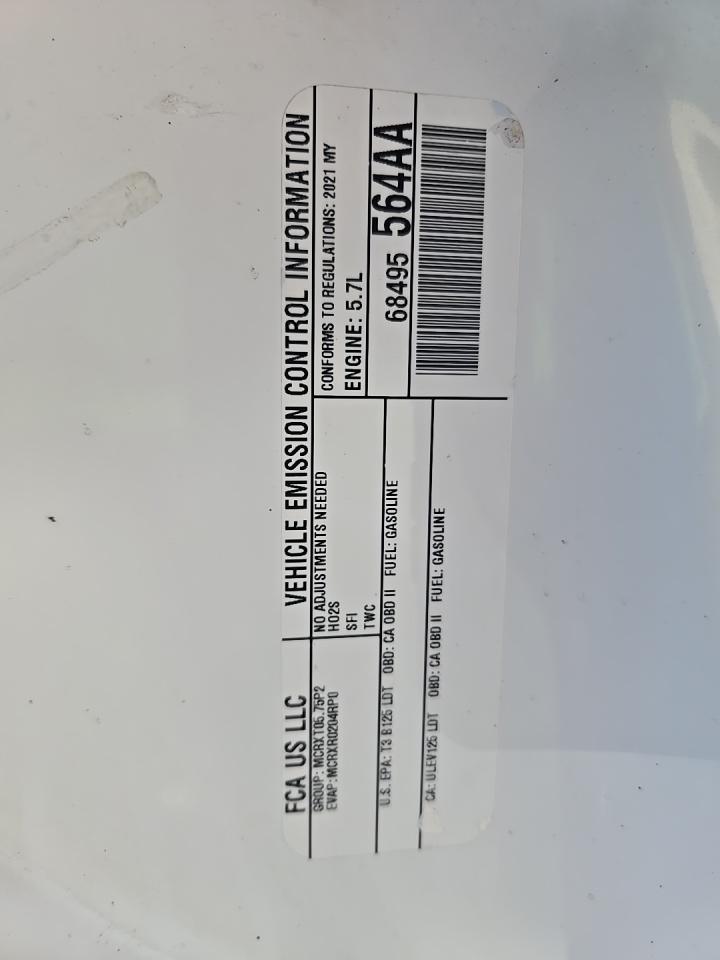 FCA US LLC
VEHICLE EMISSION CONTROL INFORMATION
GROUP: MCRXT05.75P2
EVAP: MCRXR0204RP0
NO ADJUSTMENTS NEEDED
HO2S
SFI
TWC
CONFORMS TO REGULATIONS: 2021 MY
ENGINE: 5.7L
68495 564AA
U.S. EPA: T3 B125 LDT OBD: CA OBD II FUEL: GASOLINE
CA: ULEV125 LDT OBD: CA OBD II FUEL: GASOLINE